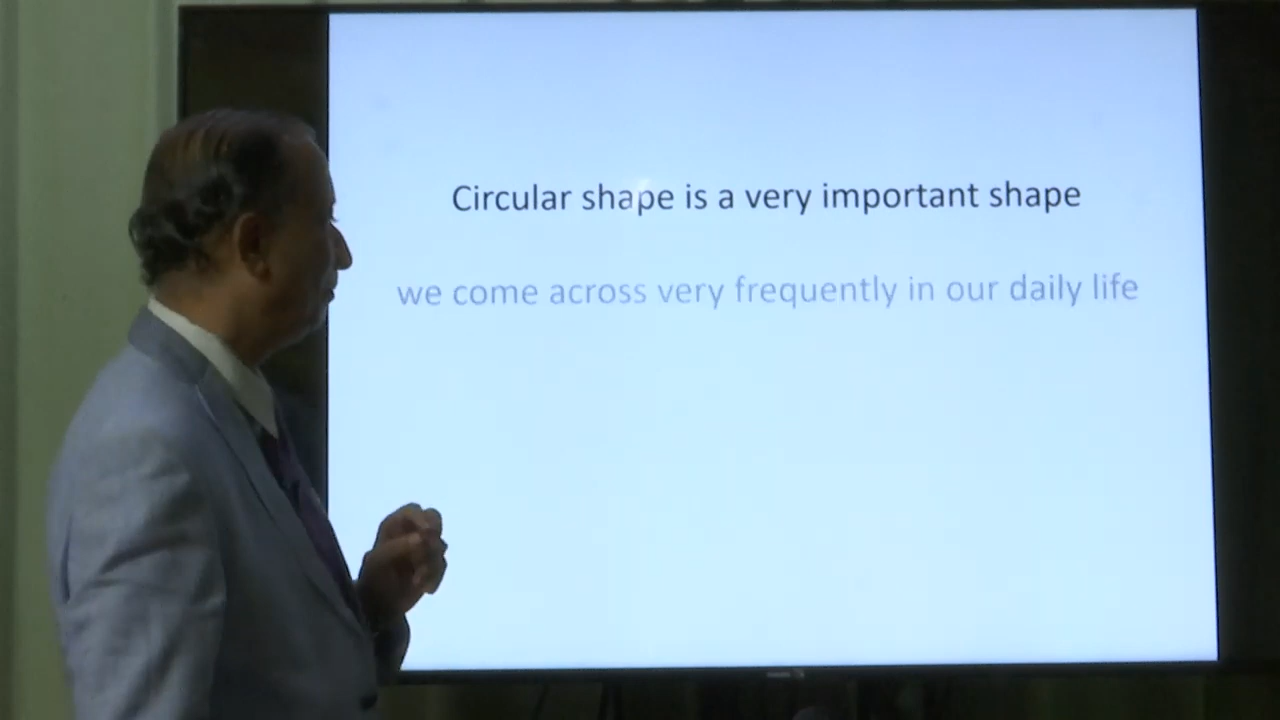 Circular shape is a very important shape
we come across very frequently in our daily life